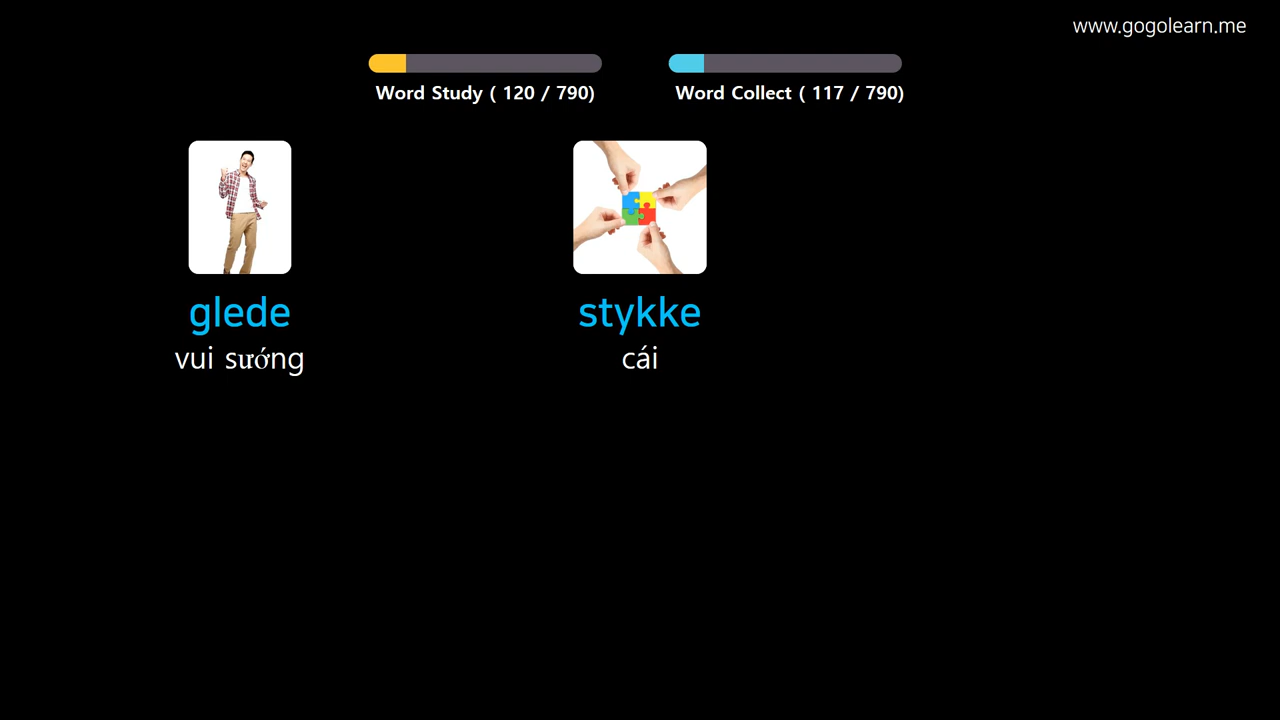 www.gogolearn.me
Word Study ( 120 / 790)
Word Collect ( 117 / 790)
glede
vui sướng
stykke
cái